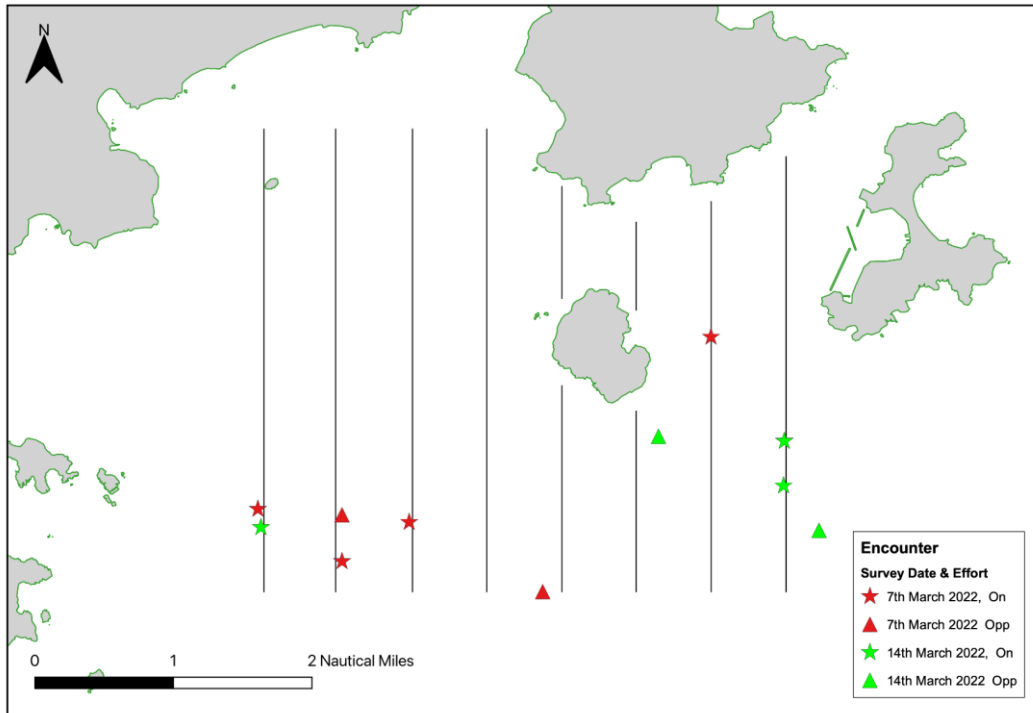 N
Encounter
Survey Date & Effort
7th March 2022, On
7th March 2022 Opp
14th March 2022, On
14th March 2022 Opp
0 1 2 Nautical Miles